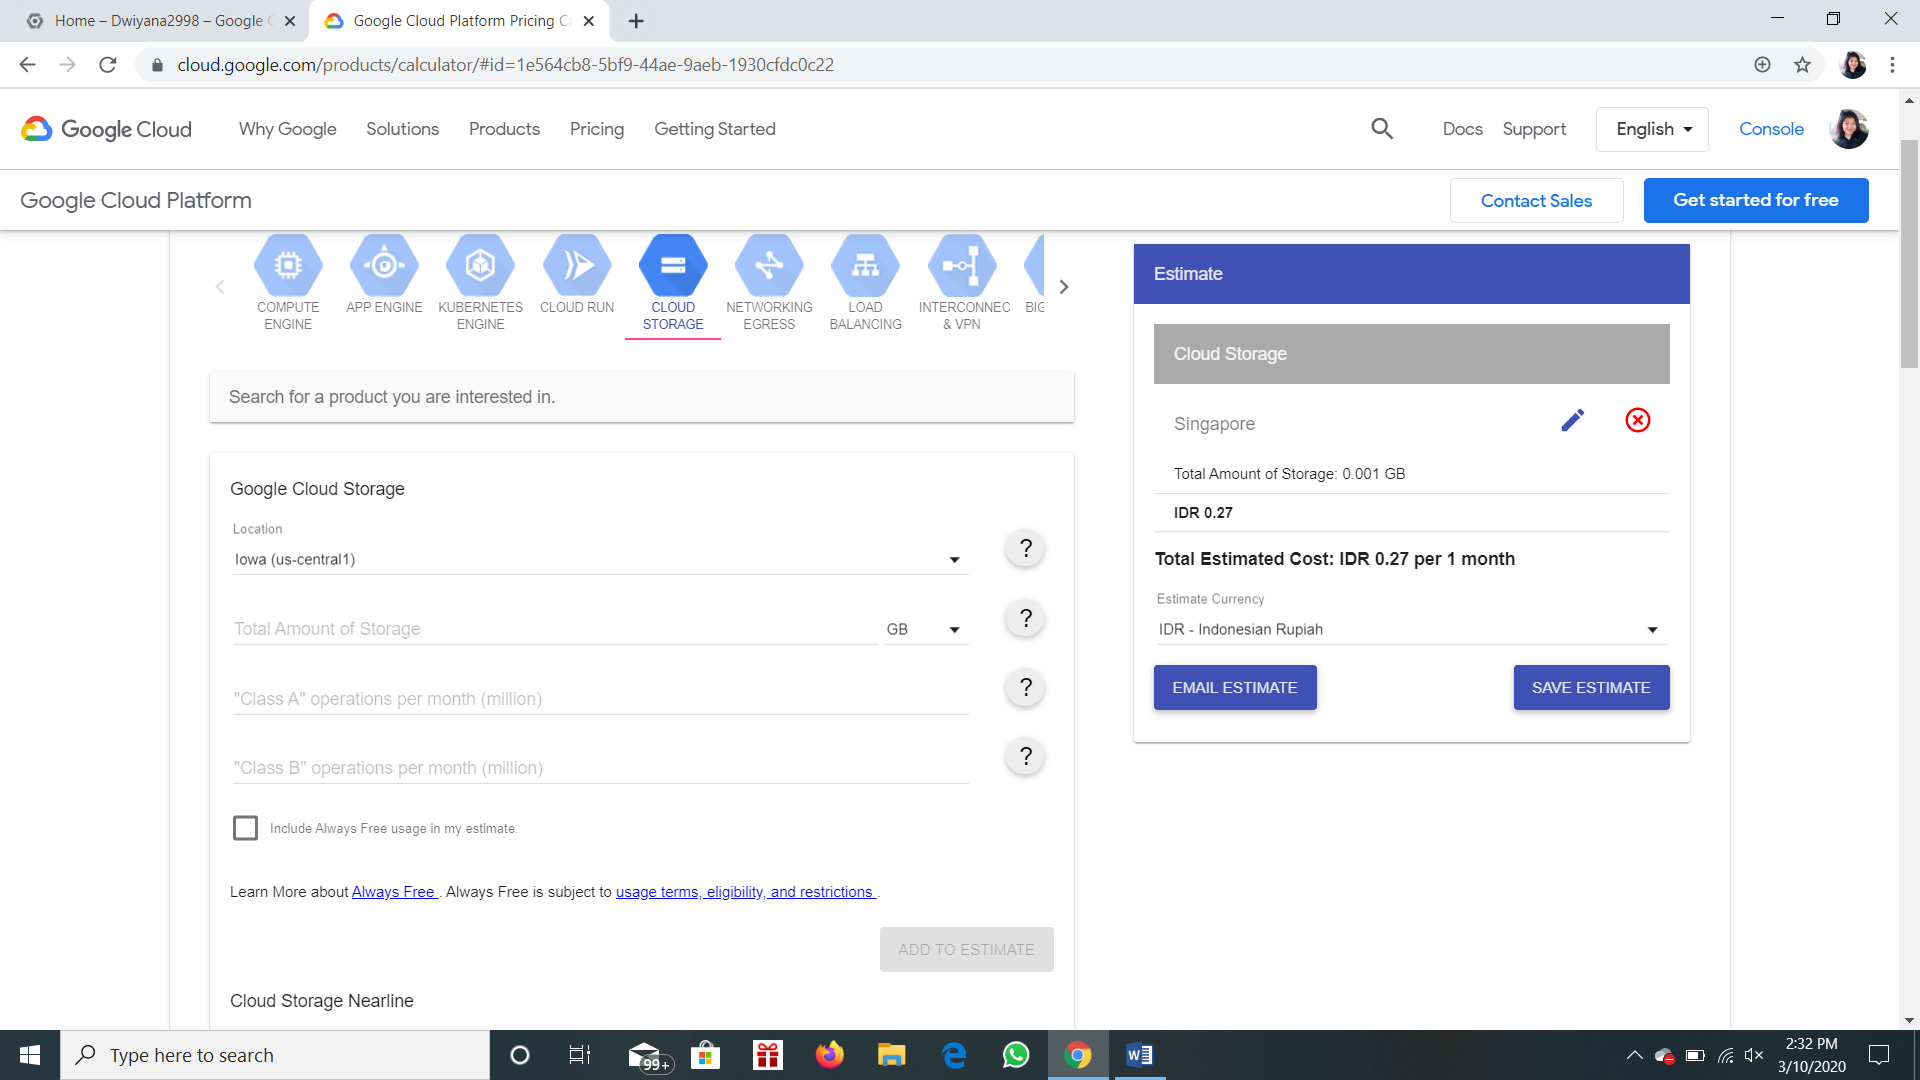 Home – Dwiyana2998 – Google C
Google Cloud Platform Pricing Ca
cloud.google.com/products/calculator/#id=1e564cb8-5bf9-44ae-9aeb-1930cfdc0c22
Google Cloud
Why Google
Solutions
Products
Pricing
Getting Started
Docs
Support
English
Console
Google Cloud Platform
Contact Sales
Get started for free
COMPUTE
ENGINE
APP ENGINE
KUBERNETES
ENGINE
CLOUD RUN
CLOUD
STORAGE
NETWORKING
EGRESS
LOAD
BALANCING
INTERCONNEC
& VPN
BIG
Search for a product you are interested in.
Google Cloud Storage
Location
Iowa (us-central1)
?
Total Amount of Storage
GB
?
"Class A" operations per month (million)
?
"Class B" operations per month (million)
?
Include Always Free usage in my estimate.
Learn More about Always Free . Always Free is subject to usage terms, eligibility, and restrictions .
ADD TO ESTIMATE
Cloud Storage Nearline
Estimate
Cloud Storage
Singapore
Total Amount of Storage: 0.001 GB
IDR 0.27
Total Estimated Cost: IDR 0.27 per 1 month
Estimate Currency
IDR - Indonesian Rupiah
EMAIL ESTIMATE
SAVE ESTIMATE
Type here to search
99+
2:32 PM
3/10/2020